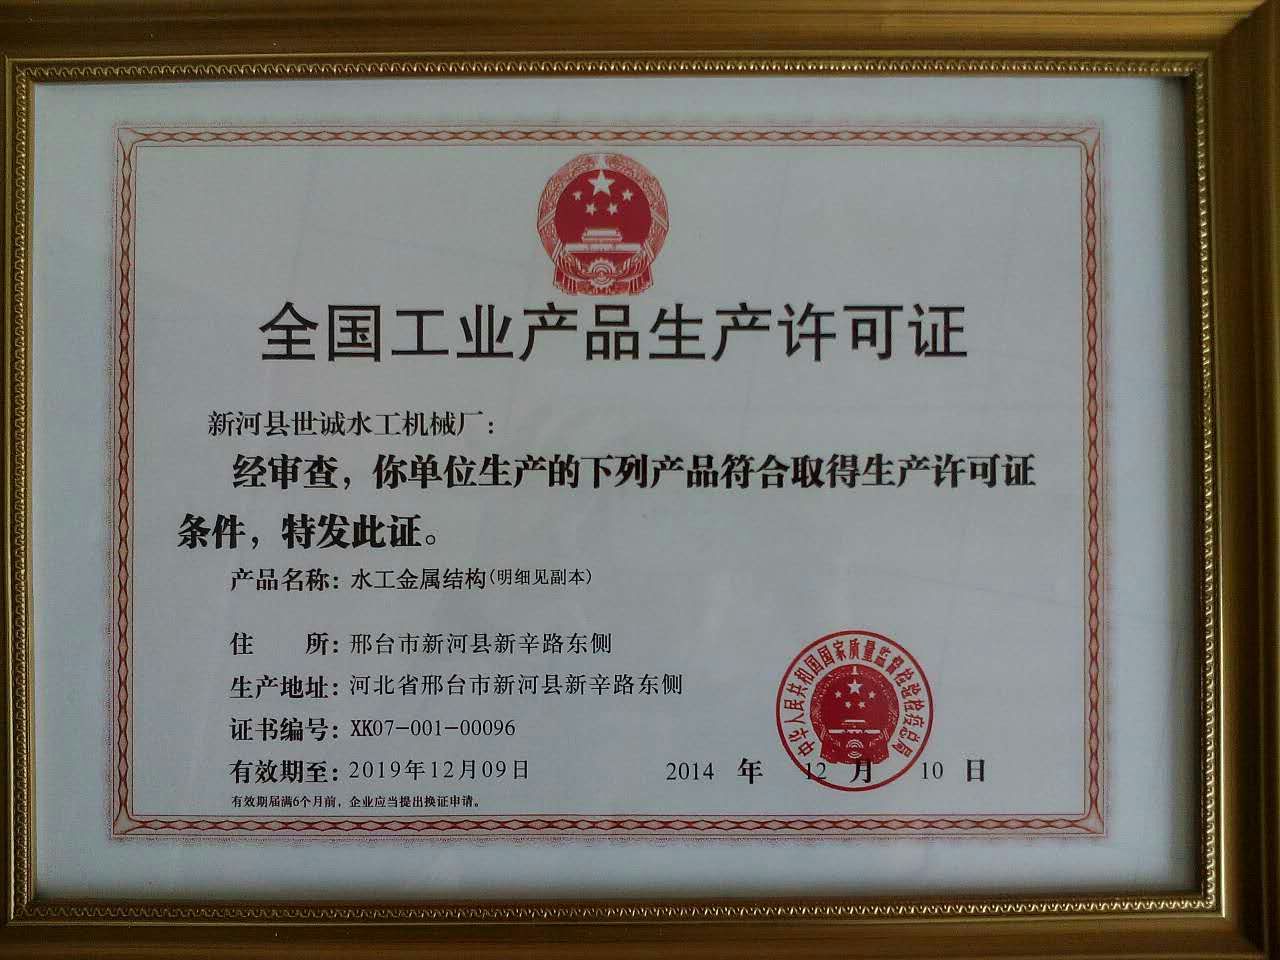 全国工业产品生产许可证
新河县世诚水工机械厂：
经审查，你单位生产的下列产品符合取得生产许可证
条件，特发此证。
产品名称：水工金属结构(明细见副本)
住　　所：邢台市新河县新辛路东侧
生产地址：河北省邢台市新河县新辛路东侧
证书编号：XK07-001-00096
有效期至：2019年12月09日
有效期届满6个月前，企业应当提出换证申请。
中华人民共和国国家质量监督检验检疫总局
2014 年 12 月 10 日